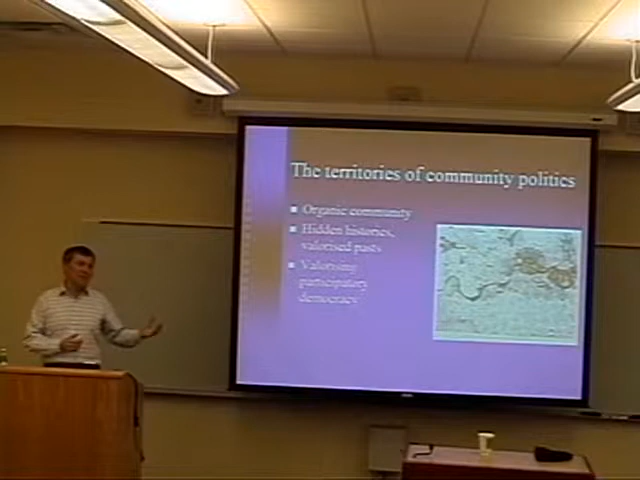 The territories of community politics
Organic community
Hidden histories,
valorised pasts
Valorising
participatory
democracy